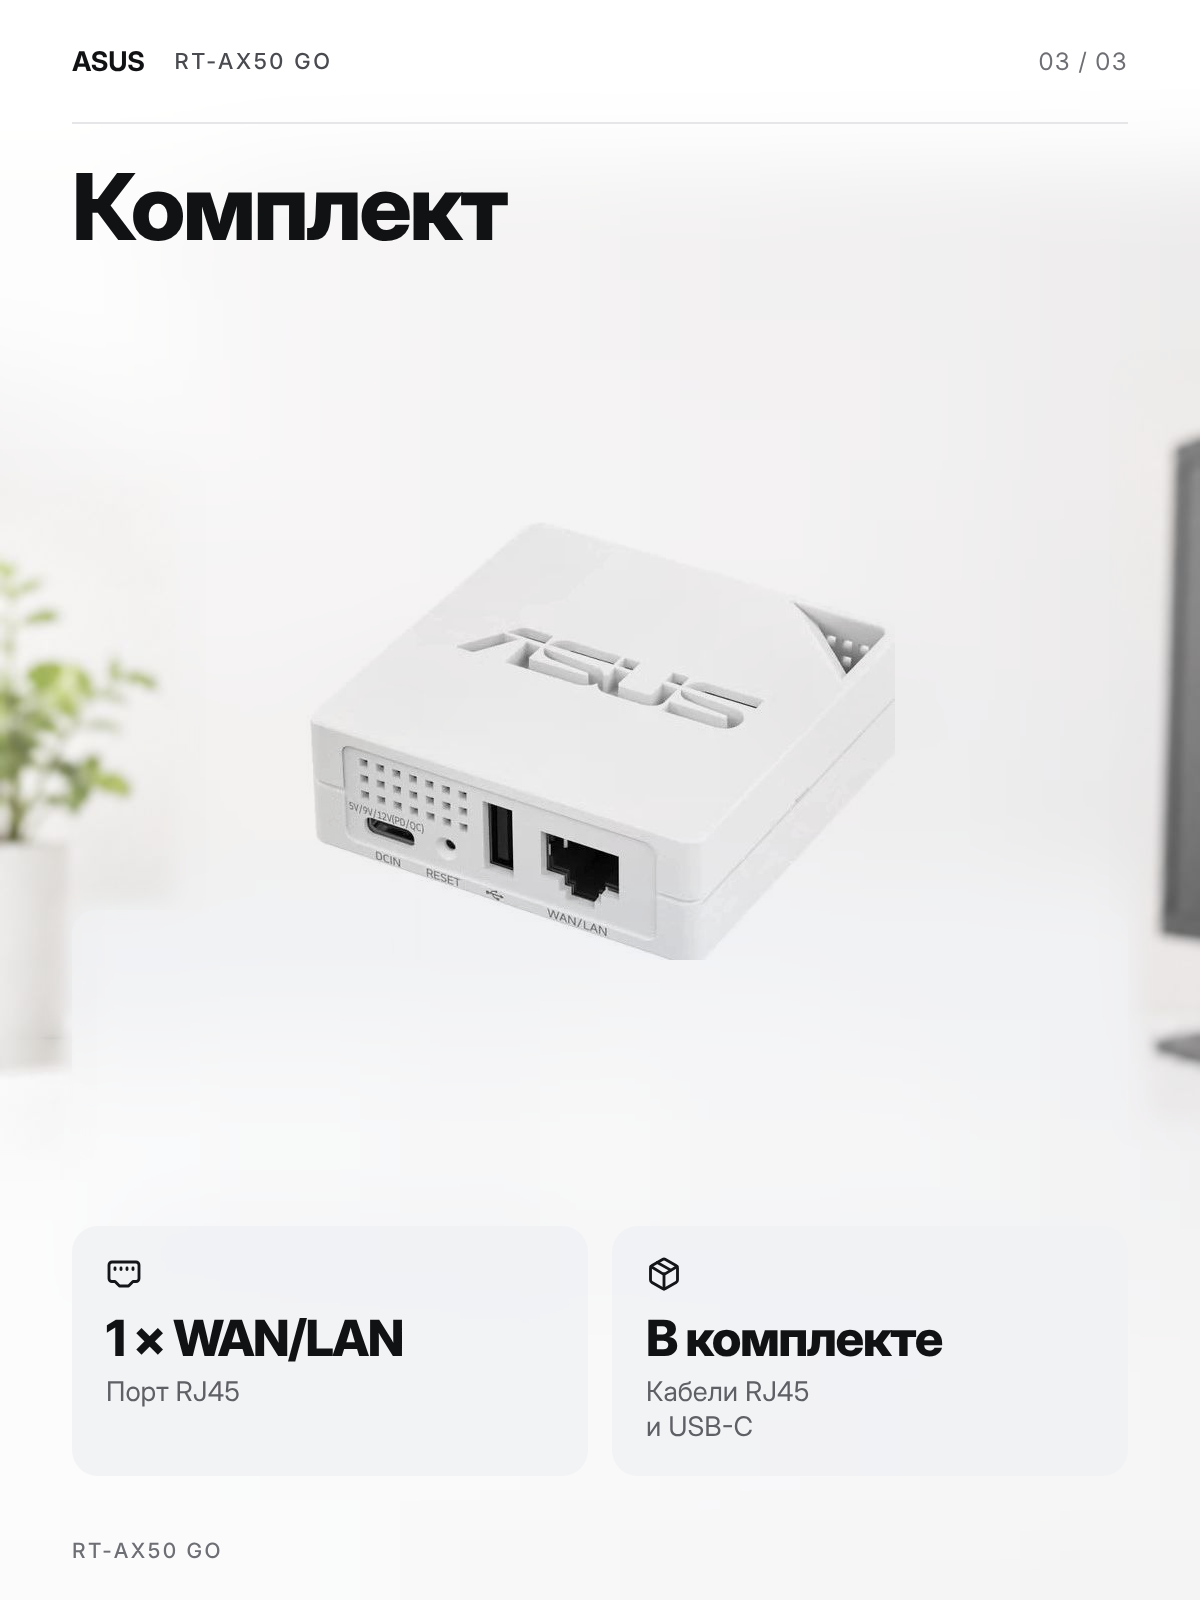 ASUS RT-AX50 GO 03 / 03
Комплект
ASUS
5V/9V/12V(PD/QC)
DCIN
RESET
WAN/LAN
1 × WAN/LAN
Порт RJ45
В комплекте
Кабели RJ45
и USB-C
RT-AX50 GO